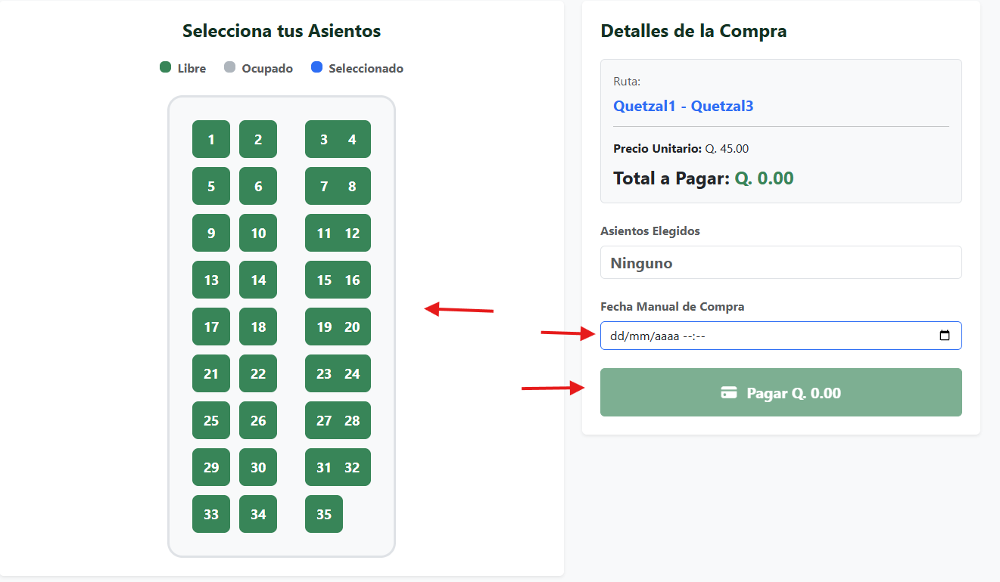 Selecciona tus Asientos
Libre Ocupado Seleccionado
1 2 3 4
5 6 7 8
9 10 11 12
13 14 15 16
17 18 19 20
21 22 23 24
25 26 27 28
29 30 31 32
33 34 35
Detalles de la Compra
Ruta:
Quetzal1 - Quetzal3
Precio Unitario: Q. 45.00
Total a Pagar: Q. 0.00
Asientos Elegidos
Ninguno
Fecha Manual de Compra
dd/mm/aaaa --:--
Pagar Q. 0.00